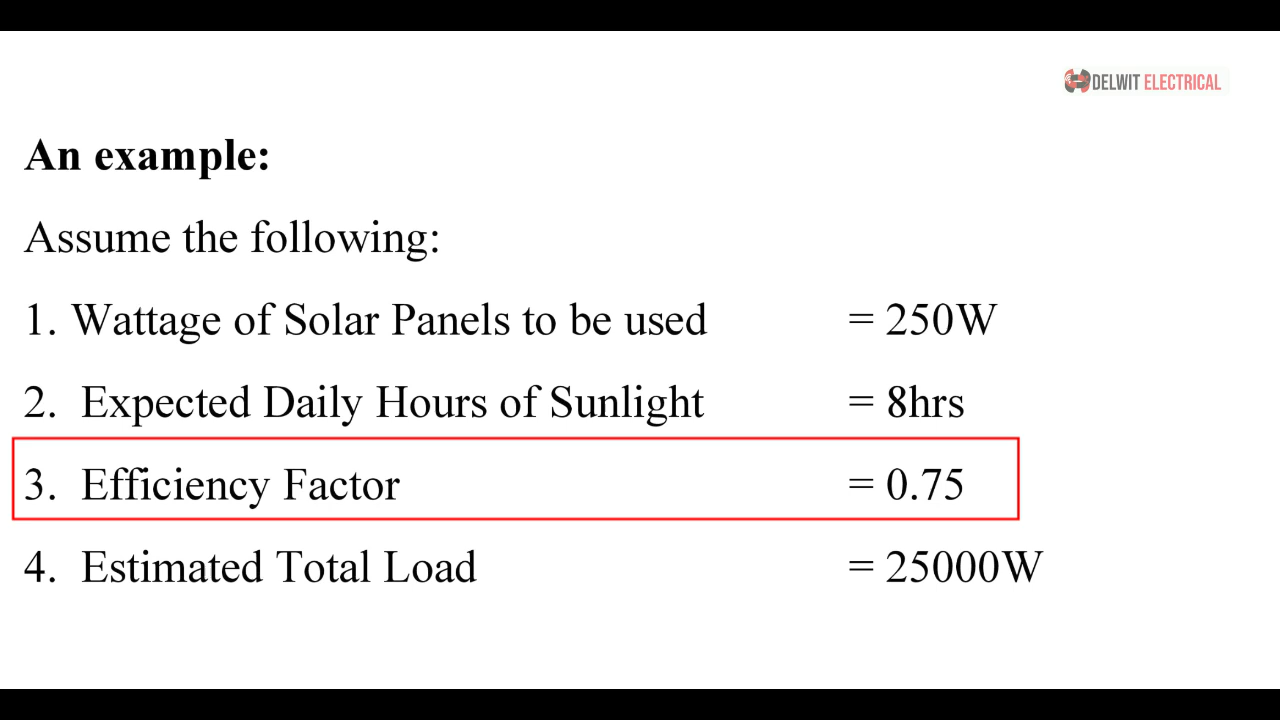 DELWIT ELECTRICAL
An example:
Assume the following:
1. Wattage of Solar Panels to be used = 250W
2. Expected Daily Hours of Sunlight = 8hrs
3. Efficiency Factor = 0.75
4. Estimated Total Load = 25000W